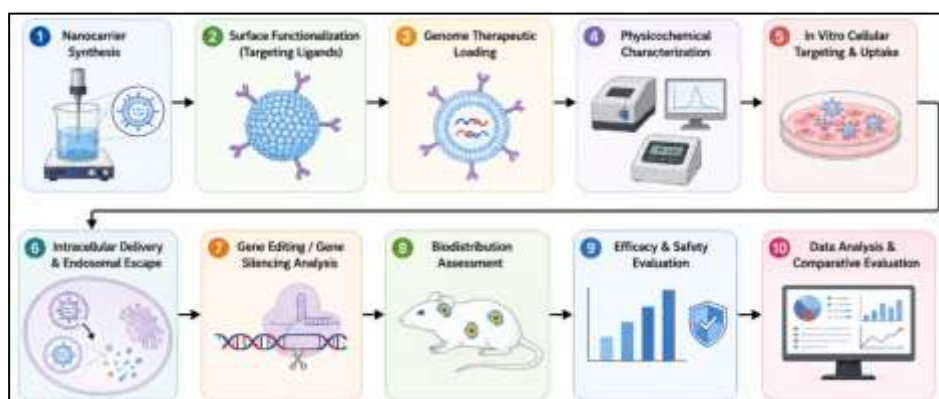 1 Nanocarrier
Synthesis
2 Surface Functionalization
(Targeting Ligands)
3 Genome Therapeutic
Loading
4 Physicochemical
Characterization
5 In Vitro Cellular
Targeting & Uptake
6 Intracellular Delivery
& Endosomal Escape
7 Gene Editing / Gene
Silencing Analysis
8 Biodistribution
Assessment
9 Efficacy & Safety
Evaluation
10 Data Analysis &
Comparative Evaluation